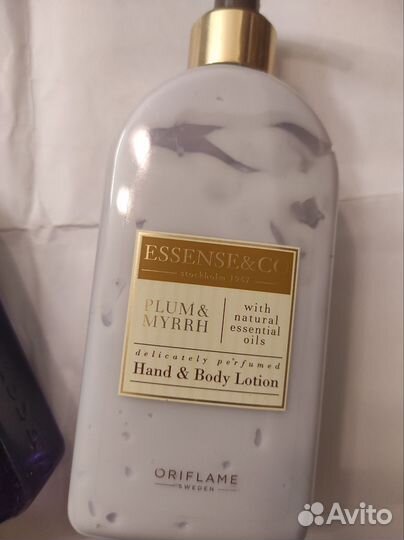 ESSENSE&CO
stockholm 1967
PLUM&
MYRRH
with
natural
essential
oils
delicately perfumed
Hand & Body Lotion
ORIFLAME
SWEDEN
Avito